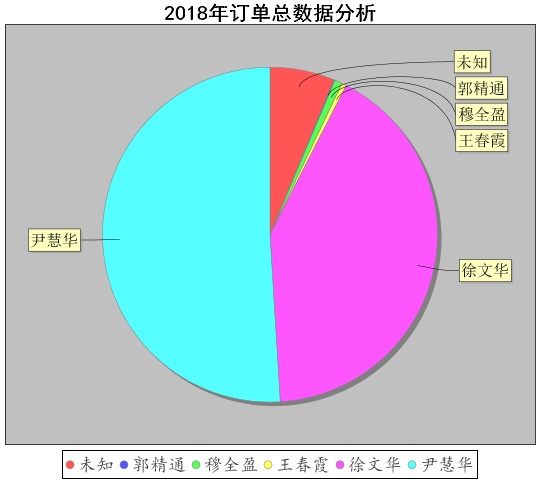 2018年订单总数据分析
未知
郭精通
穆全盈
王春霞
尹慧华
徐文华
未知 郭精通 穆全盈 王春霞 徐文华 尹慧华